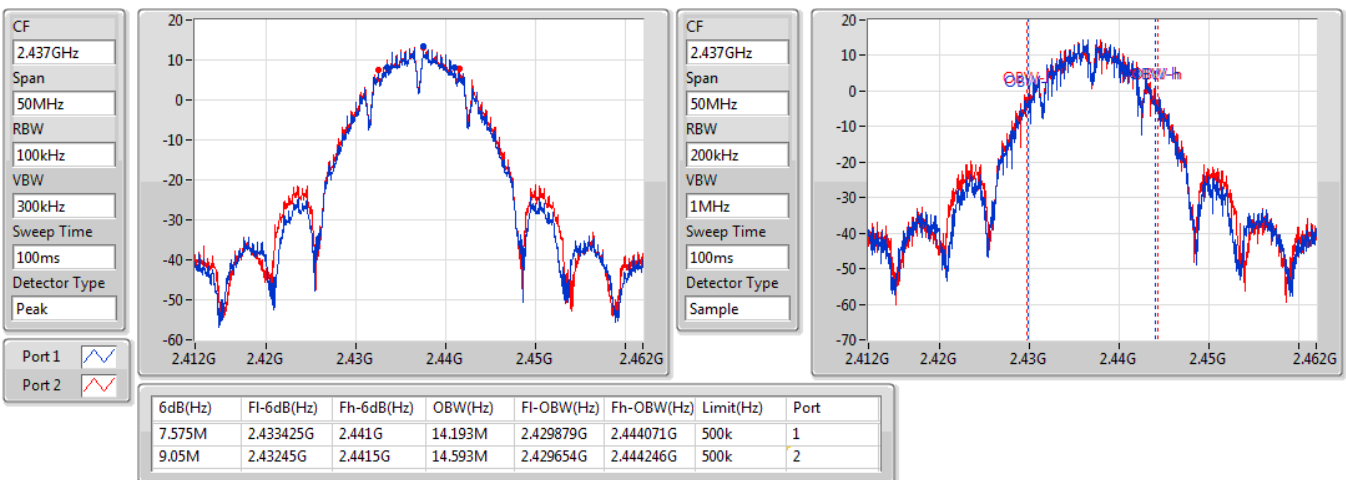 CF
2.437GHz
Span
50MHz
RBW
100kHz
VBW
300kHz
Sweep Time
100ms
Detector Type
Peak
Port 1
Port 2
20
10
0
-10
-20
-30
-40
-50
-60
2.412G 2.42G 2.43G 2.44G 2.45G 2.462G
CF
2.437GHz
Span
50MHz
RBW
200kHz
VBW
1MHz
Sweep Time
100ms
Detector Type
Sample
20
10
0
-10
-20
-30
-40
-50
-60
-70
2.412G 2.42G 2.43G 2.44G 2.45G 2.462G
OBW-h
6dB(Hz) Fl-6dB(Hz) Fh-6dB(Hz) OBW(Hz) Fl-OBW(Hz) Fh-OBW(Hz) Limit(Hz) Port
7.575M 2.433425G 2.441G 14.193M 2.429879G 2.444071G 500k 1
9.05M 2.43245G 2.4415G 14.593M 2.429654G 2.444246G 500k 2